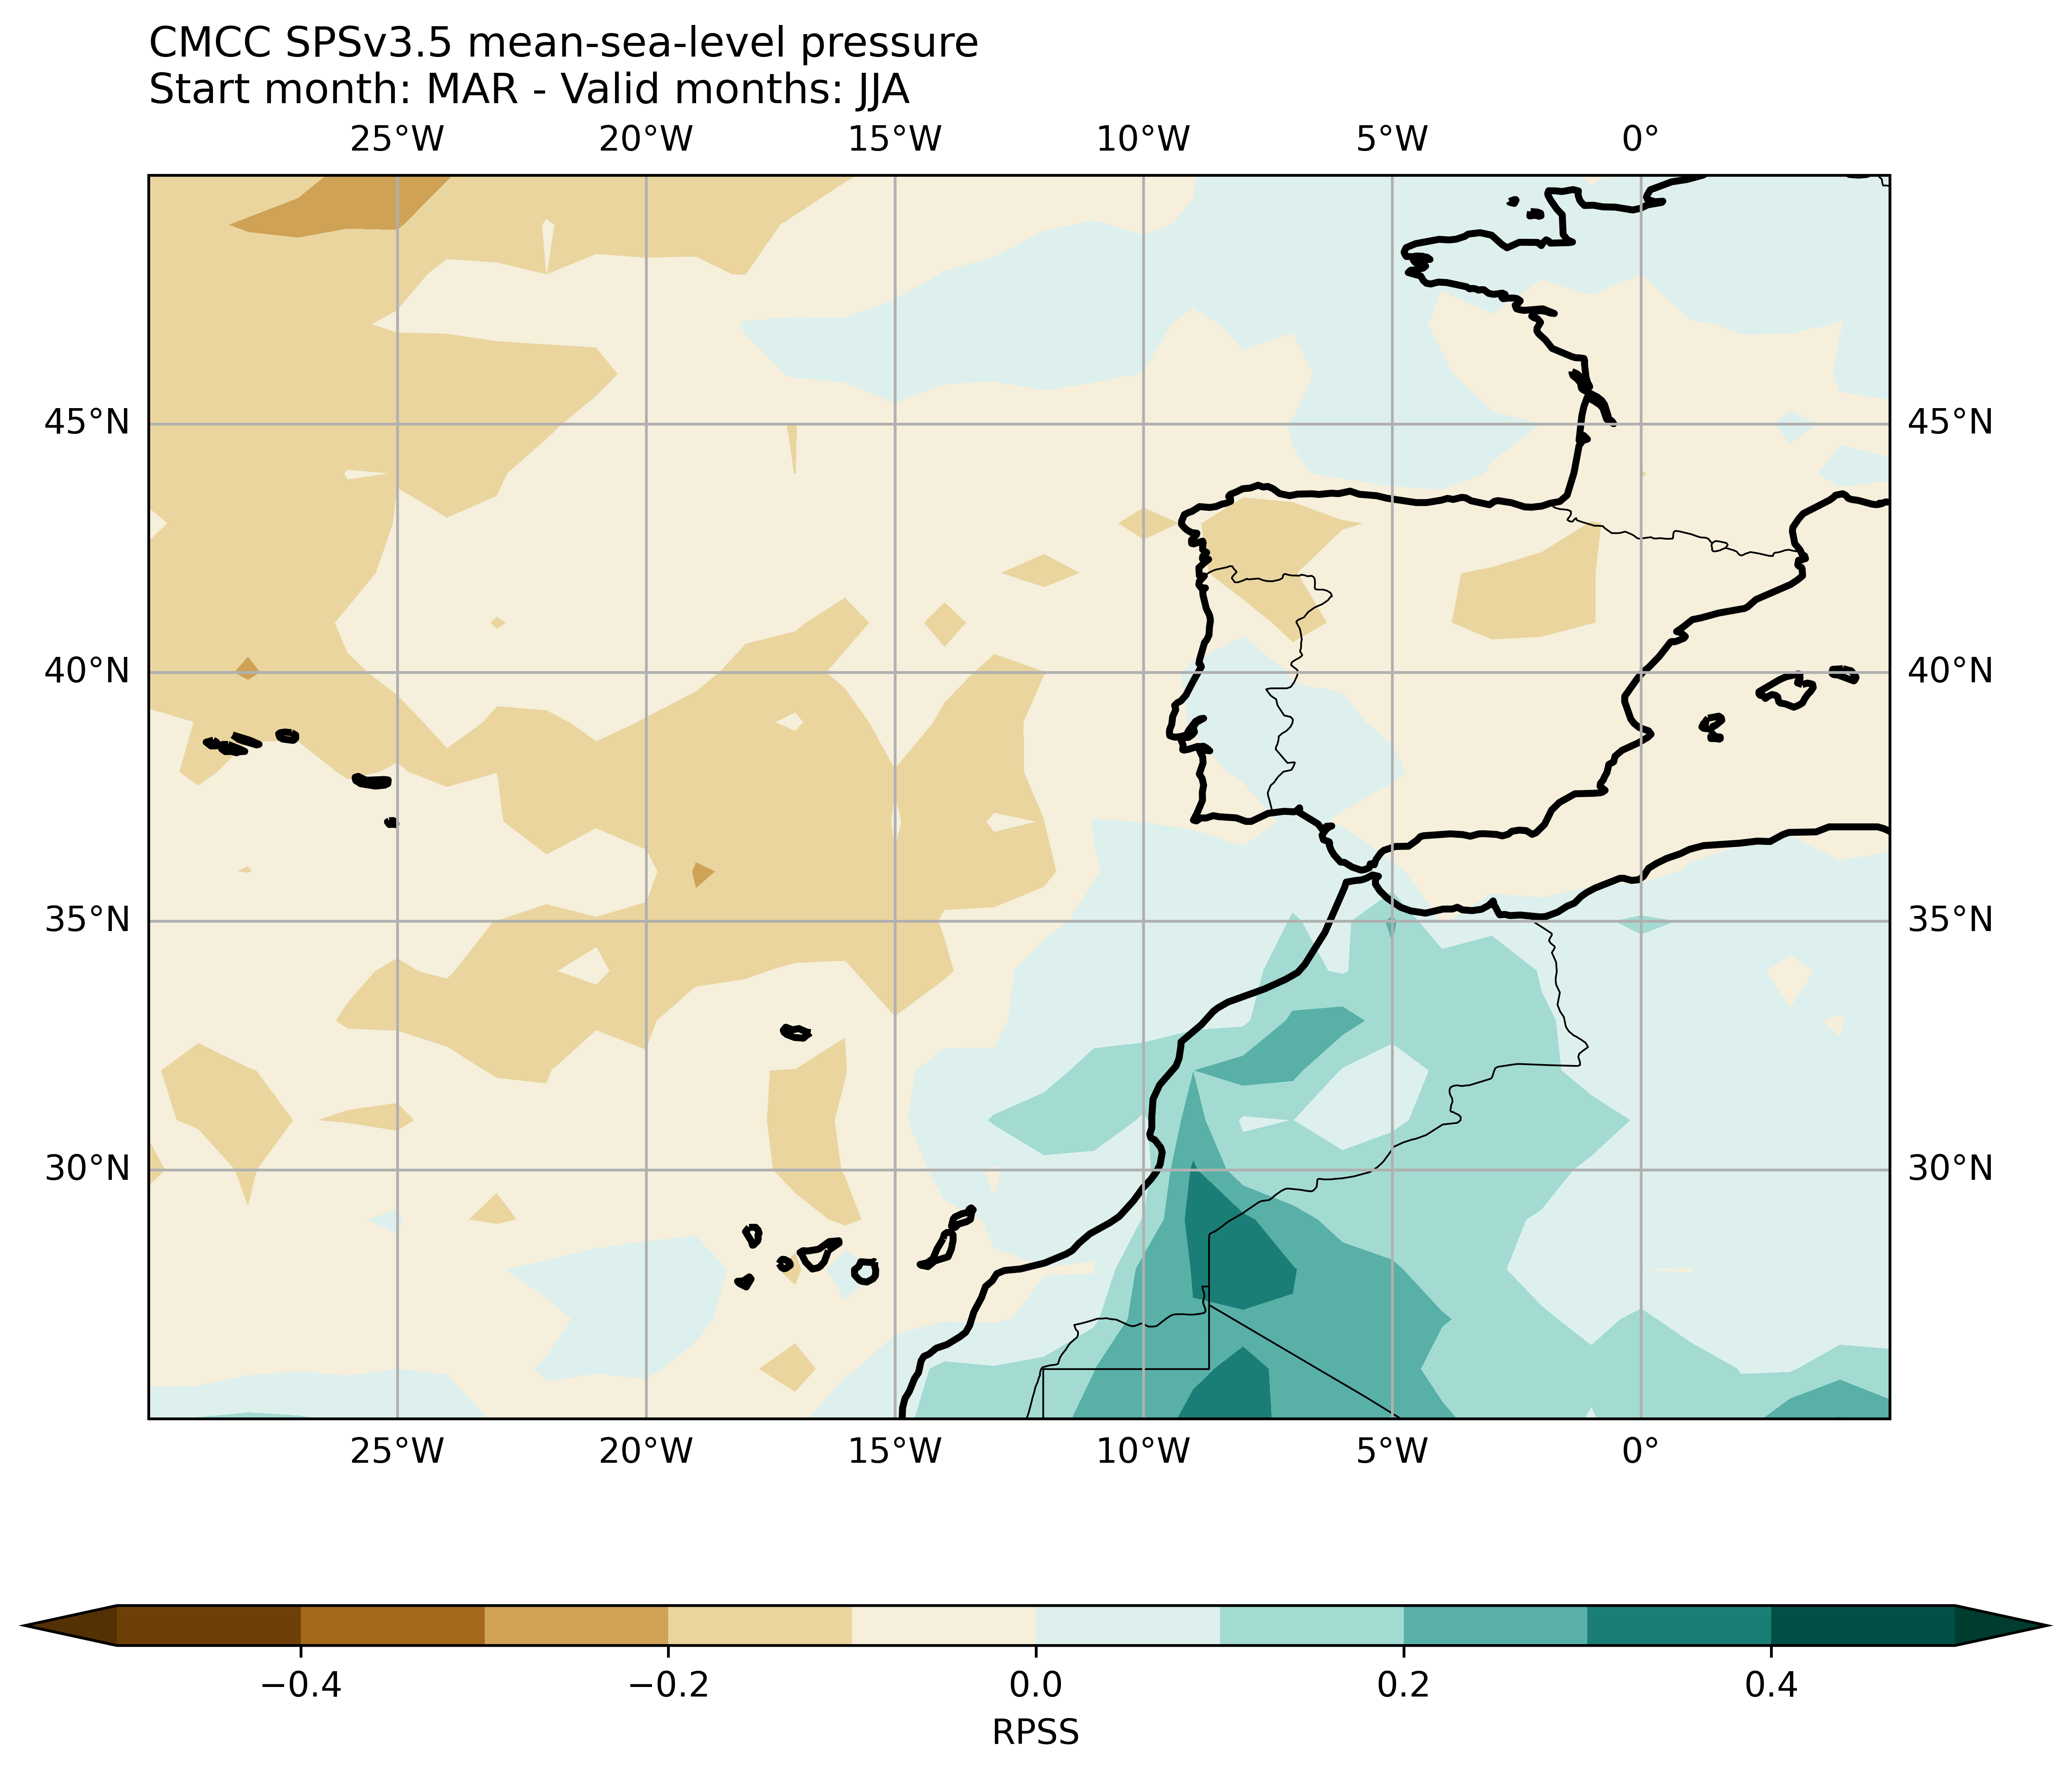 CMCC SPSv3.5 mean-sea-level pressure
Start month: MAR - Valid months: JJA
25°W 20°W 15°W 10°W 5°W 0°
45°N 45°N
40°N 40°N
35°N 35°N
30°N 30°N
25°W 20°W 15°W 10°W 5°W 0°
−0.4 −0.2 0.0 0.2 0.4
RPSS